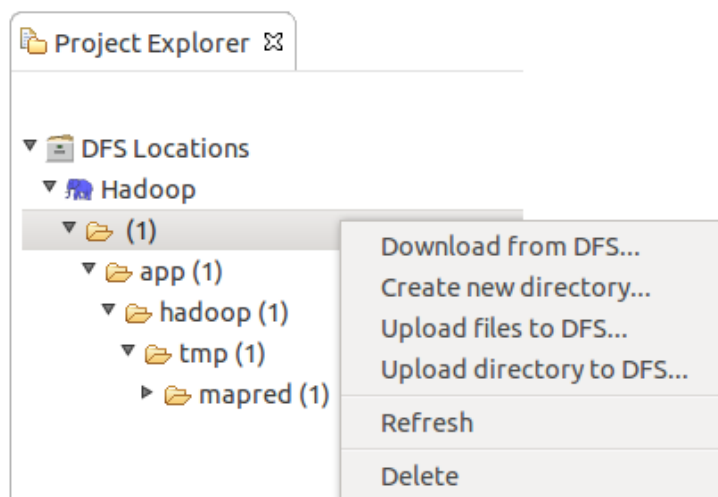 Project Explorer
DFS Locations
Hadoop
(1)
app (1)
hadoop (1)
tmp (1)
mapred (1)
Download from DFS...
Create new directory...
Upload files to DFS...
Upload directory to DFS...
Refresh
Delete